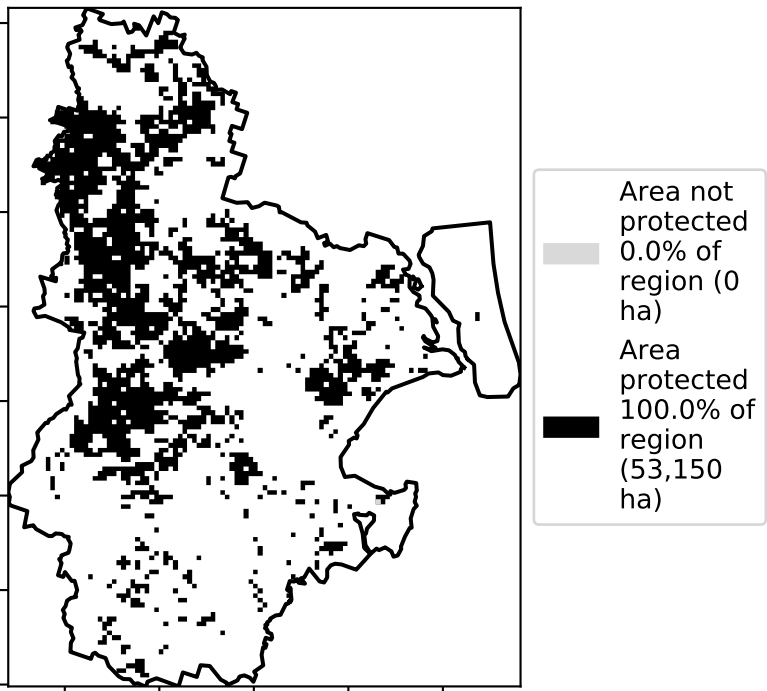 Area not
protected
0.0% of
region (0
ha)
Area
protected
100.0% of
region
(53,150
ha)